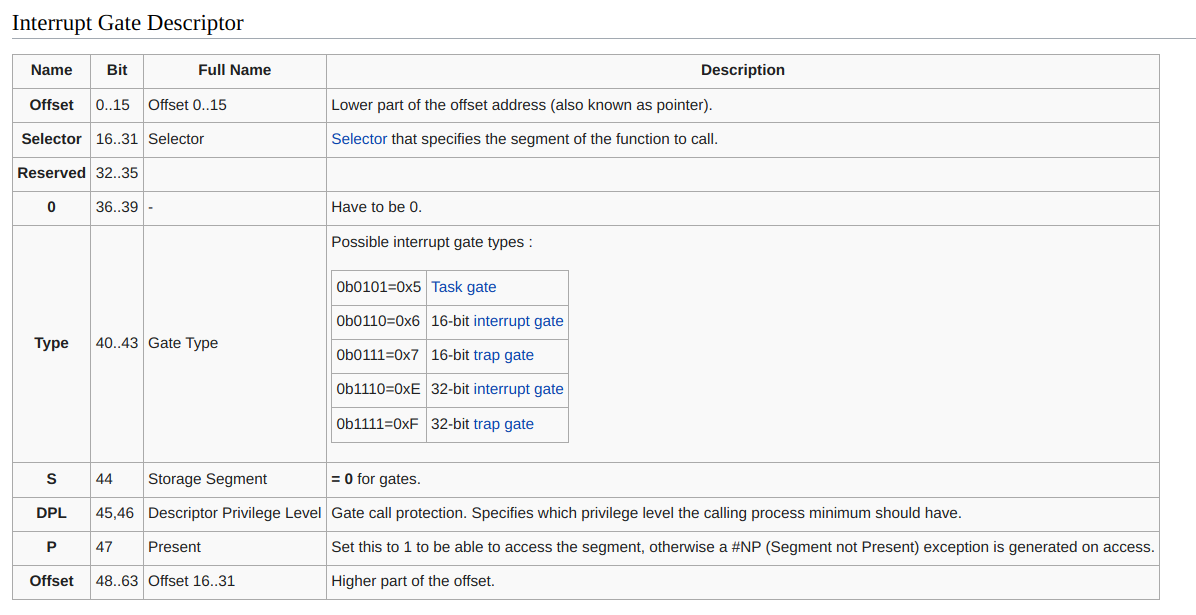 Interrupt Gate Descriptor
Name Bit Full Name Description
Offset 0..15 Offset 0..15 Lower part of the offset address (also known as pointer).
Selector 16..31 Selector Selector that specifies the segment of the function to call.
Reserved 32..35
0 36..39 - Have to be 0.
Possible interrupt gate types :
0b0101=0x5 Task gate
0b0110=0x6 16-bit interrupt gate
Type 40..43 Gate Type 0b0111=0x7 16-bit trap gate
0b1110=0xE 32-bit interrupt gate
0b1111=0xF 32-bit trap gate
S 44 Storage Segment = 0 for gates.
DPL 45,46 Descriptor Privilege Level Gate call protection. Specifies which privilege level the calling process minimum should have.
P 47 Present Set this to 1 to be able to access the segment, otherwise a #NP (Segment not Present) exception is generated on access.
Offset 48..63 Offset 16..31 Higher part of the offset.